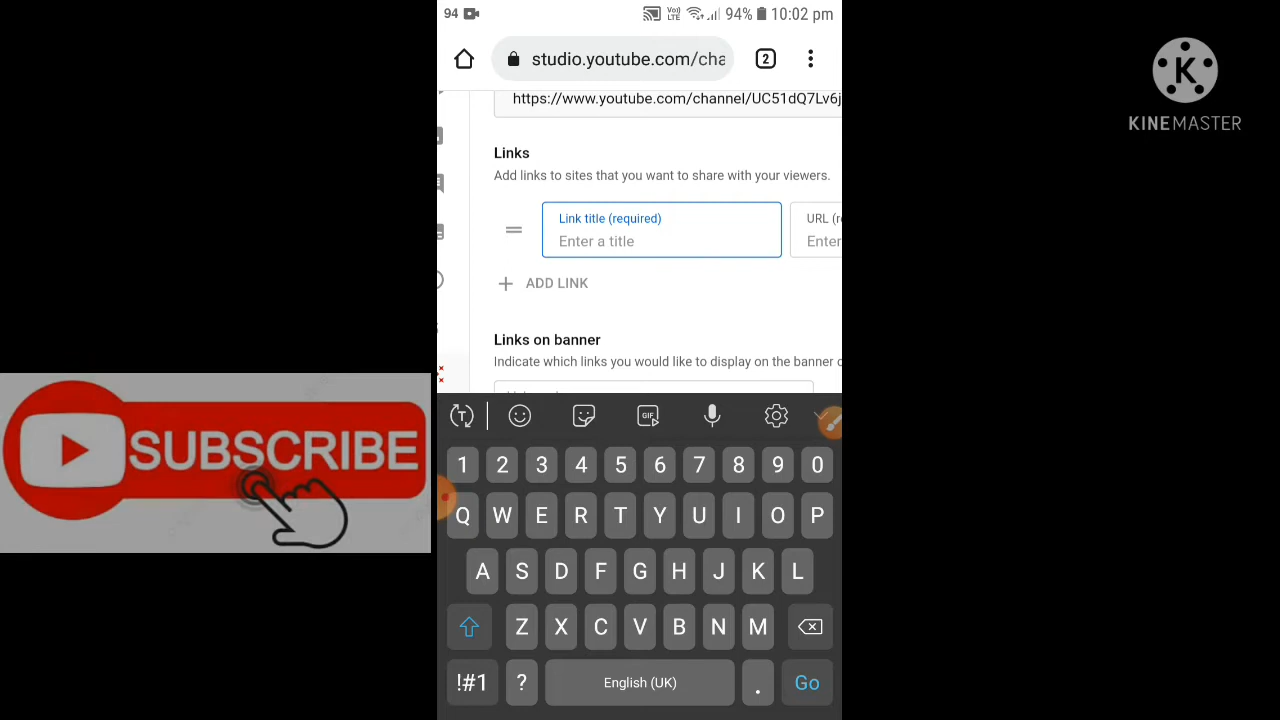 94
Vo) LTE 94% 10:02 pm
studio.youtube.com/cha
2
https://www.youtube.com/channel/UC51dQ7Lv6j
Links
Add links to sites that you want to share with your viewers.
Link title (required)
Enter a title
URL (r
Enter
+ ADD LINK
Links on banner
Indicate which links you would like to display on the banner
T
GIF
1 2 3 4 5 6 7 8 9 0
Q W E R T Y U I O P
A S D F G H J K L
Z X C V B N M
!#1 ? English (UK) . Go
SUBSCRIBE
K
KINEMASTER